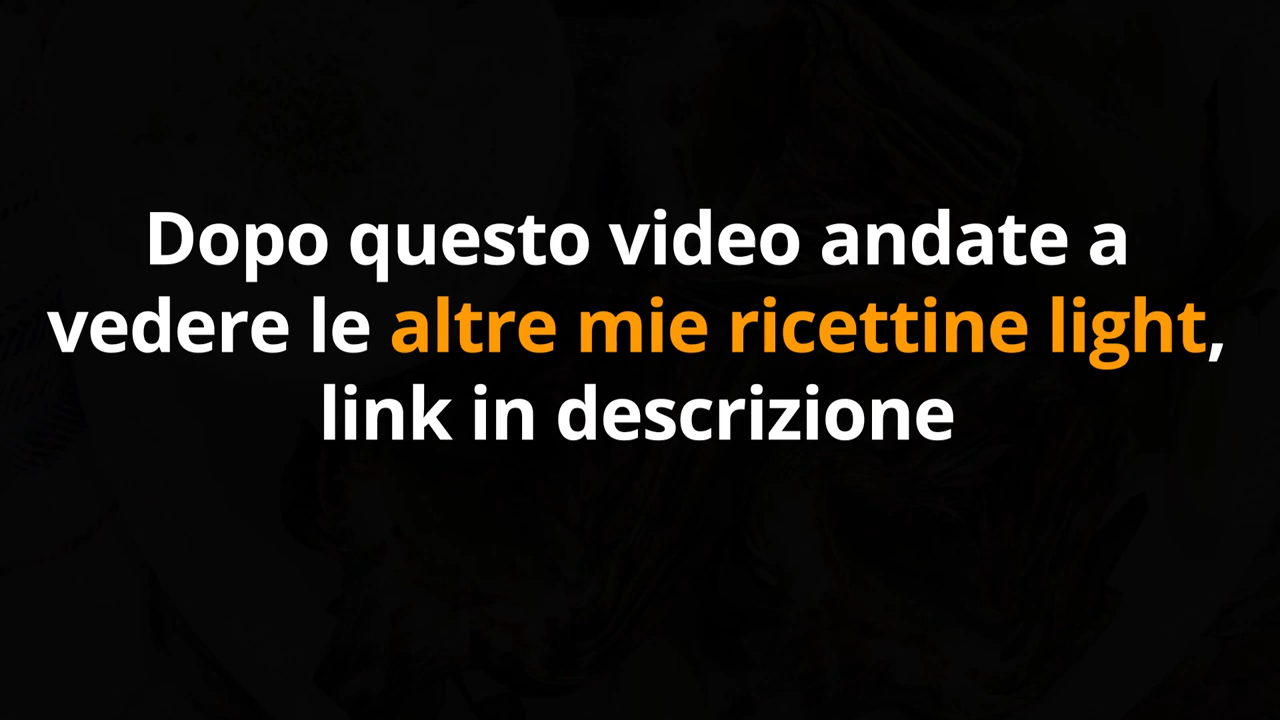 Dopo questo video andate a
vedere le altre mie ricettine light,
link in descrizione